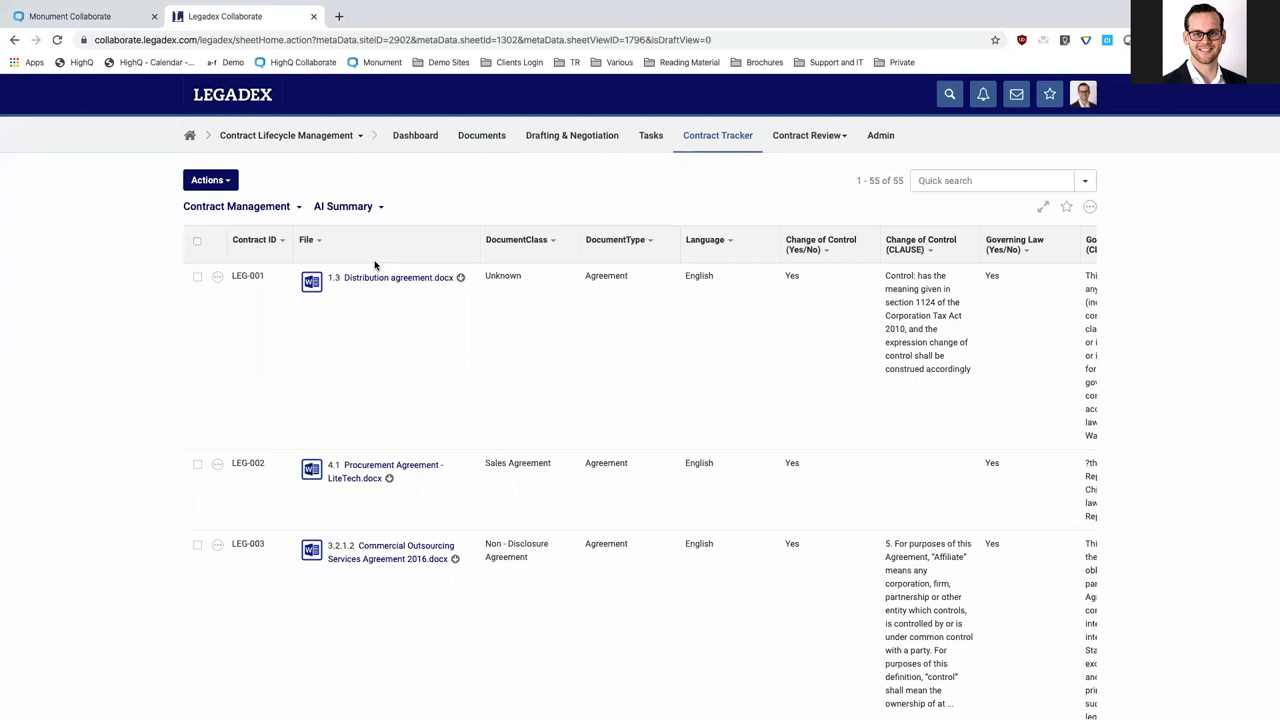 Monument Collaborate
Legadex Collaborate
collaborate.legadex.com/legadex/sheetHome.action?metaData.siteID=2902&metaData.sheetId=1302&metaData.sheetViewID=1796&isDraftView=0
Apps HighQ HighQ - Calendar -... Demo HighQ Collaborate Monument Demo Sites Clients Login TR Various Reading Material Brochures Support and IT Private
LEGADEX
Contract Lifecycle Management Dashboard Documents Drafting & Negotiation Tasks Contract Tracker Contract Review Admin
Actions
1 - 55 of 55 Quick search
Contract Management AI Summary
Contract ID File DocumentClass DocumentType Language Change of Control (Yes/No) Change of Control (CLAUSE) Governing Law (Yes/No) Go
LEG-001 1.3 Distribution agreement.docx Unknown Agreement English Yes
Control: has the
meaning given in
section 1124 of the
Corporation Tax Act
2010, and the
expression change of
control shall be
construed accordingly
Yes
Thi
any
(inc
cor
cla
or i
or i
for
gov
cor
acc
law
Wa
LEG-002 4.1 Procurement Agreement -
LiteTech.docx
Sales Agreement Agreement English Yes Yes
?th
Rep
Chi
law
Rep
LEG-003 3.2.1.2 Commercial Outsourcing
Services Agreement 2016.docx
Non - Disclosure
Agreement
Agreement English Yes
5. For purposes of this
Agreement, “Affiliate”
means any
corporation, firm,
partnership or other
entity which controls,
is controlled by or is
under common control
with a party. For
purposes of this
definition, “control”
shall mean the
ownership of at ...
Yes
Thi
the
obl
par
Agr
cor
inte
inte
Sta
exc
and
pri
suc
leg